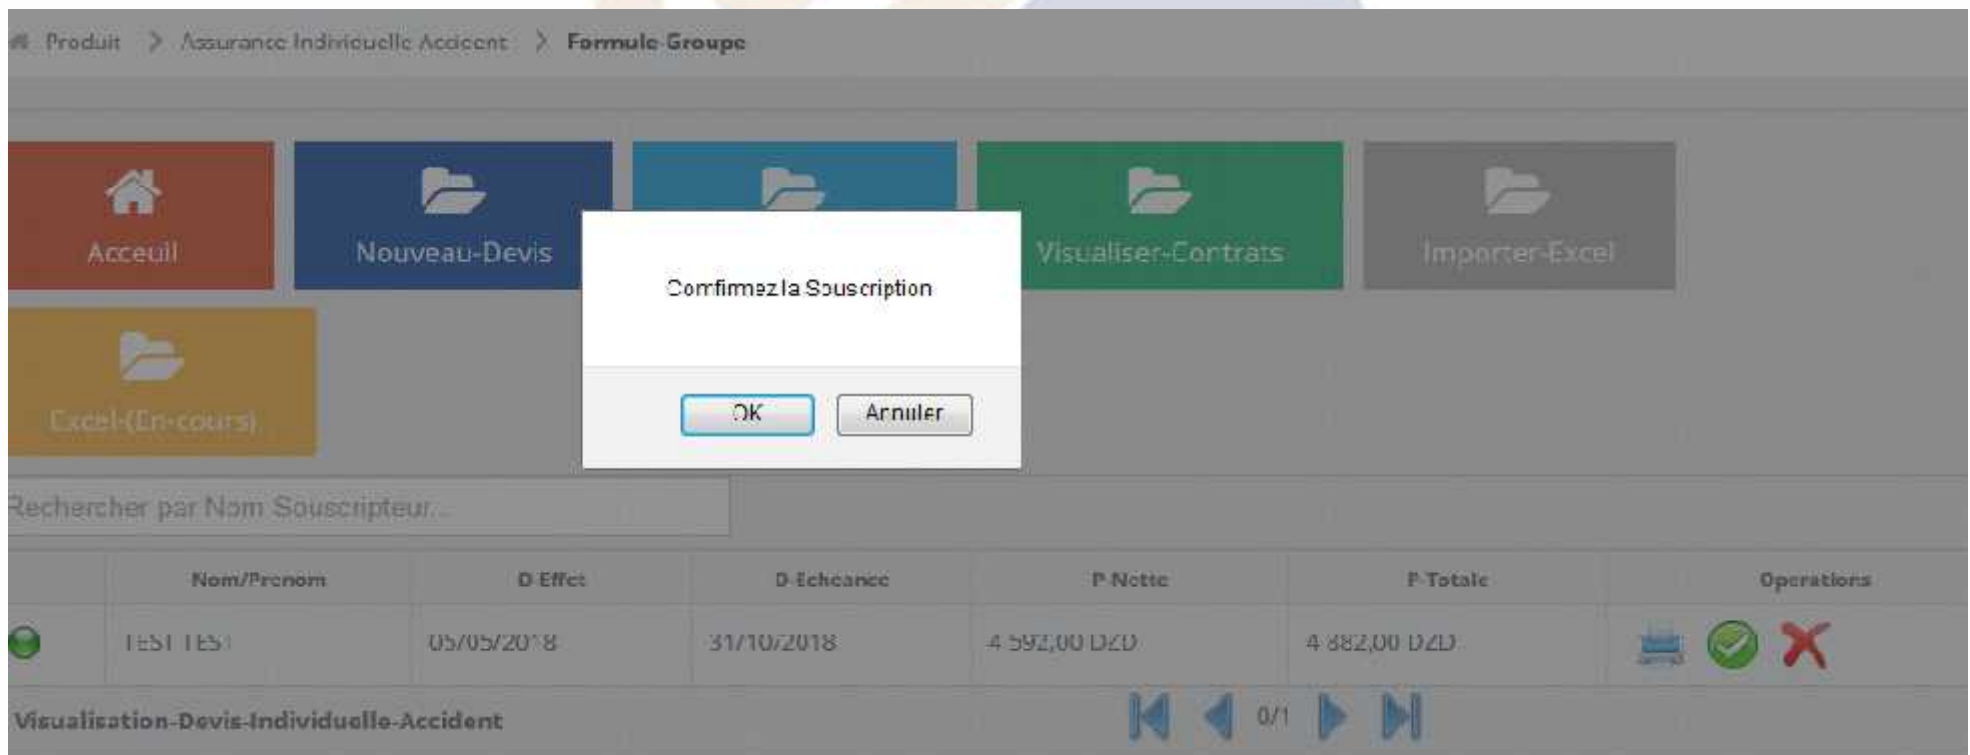 Produit > Assurance Individuelle Accident > Formule-Groupe
Acceuil
Nouveau-Devis
Visualiser-Contrats
Importer-Excel
Comfirmez la Souscription
OK
Annuler
Excel-(En-cours)
Rechercher par Nom Souscripteur...
Nom/Prenom D-Effet D-Echeance P-Nette P-Totale Operations
TEST TEST 05/05/2018 31/10/2018 4 592,00 DZD 4 882,00 DZD
Visualisation-Devis-Individuelle-Accident 0/1